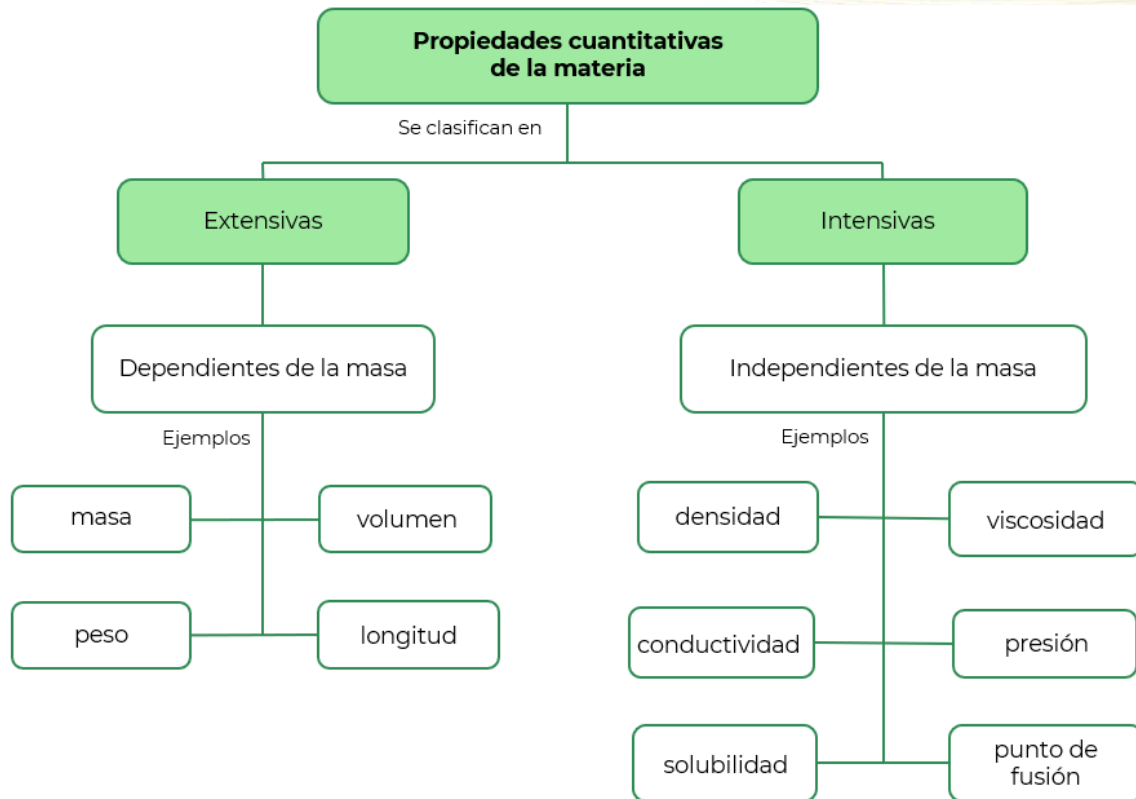 Propiedades cuantitativas
de la materia
Se clasifican en
Extensivas
Intensivas
Dependientes de la masa
Independientes de la masa
Ejemplos
Ejemplos
masa
volumen
densidad
viscosidad
peso
longitud
conductividad
presión
solubilidad
punto de
fusión